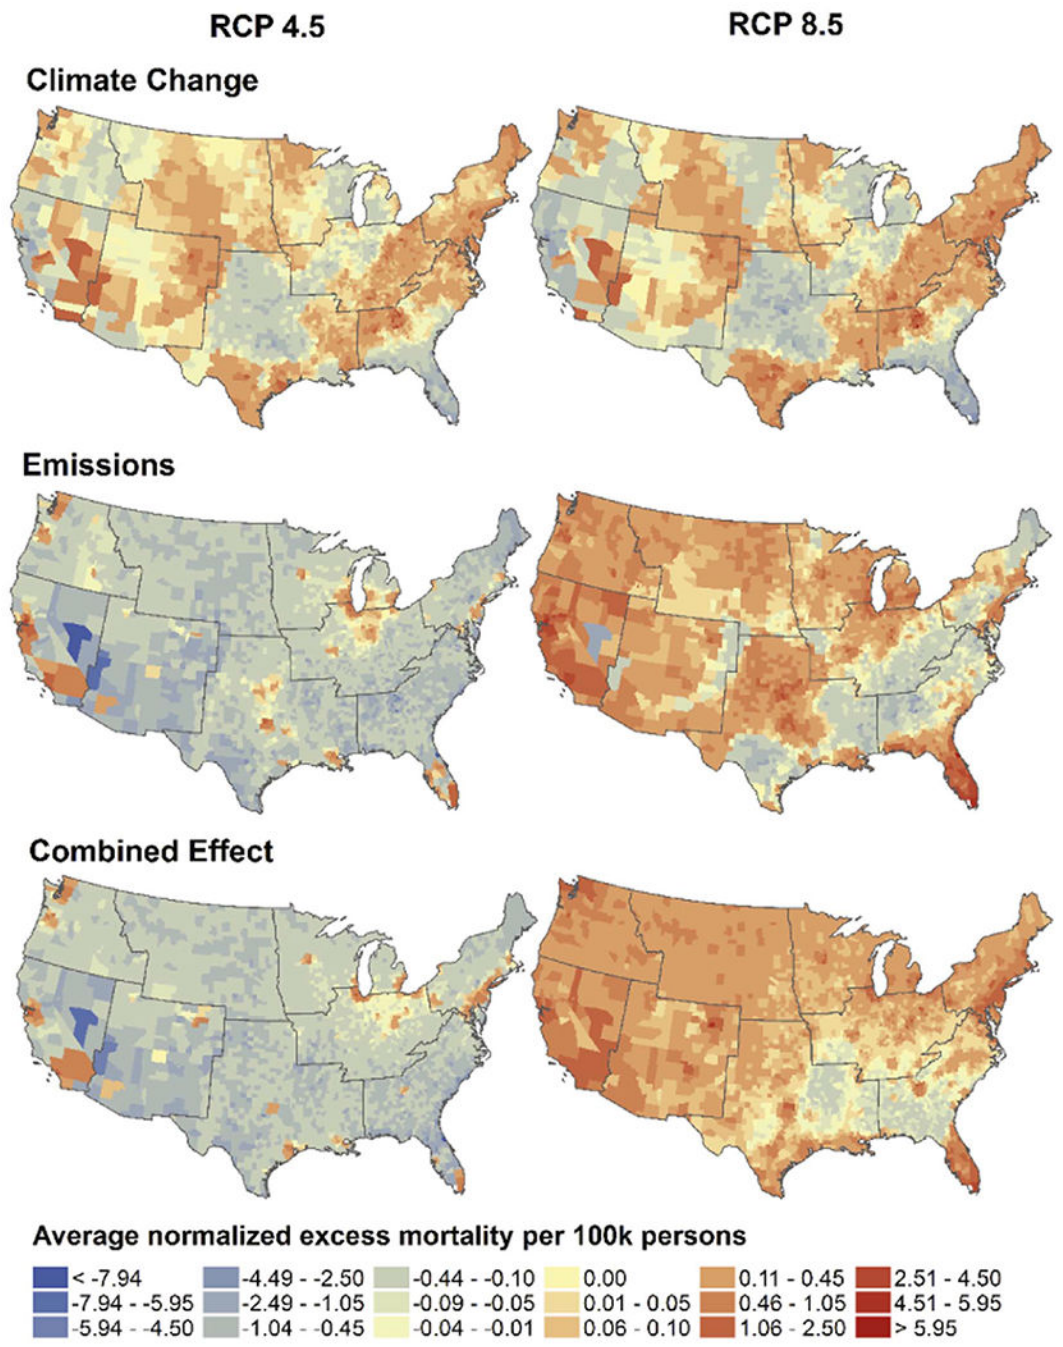 RCP 4.5 RCP 8.5
Climate Change
Emissions
Combined Effect
Average normalized excess mortality per 100k persons
< -7.94 -4.49 - -2.50 -0.44 - -0.10 0.00 0.11 - 0.45 2.51 - 4.50
-7.94 - -5.95 -2.49 - -1.05 -0.09 - -0.05 0.01 - 0.05 0.46 - 1.05 4.51 - 5.95
-5.94 - -4.50 -1.04 - -0.45 -0.04 - -0.01 0.06 - 0.10 1.06 - 2.50 > 5.95